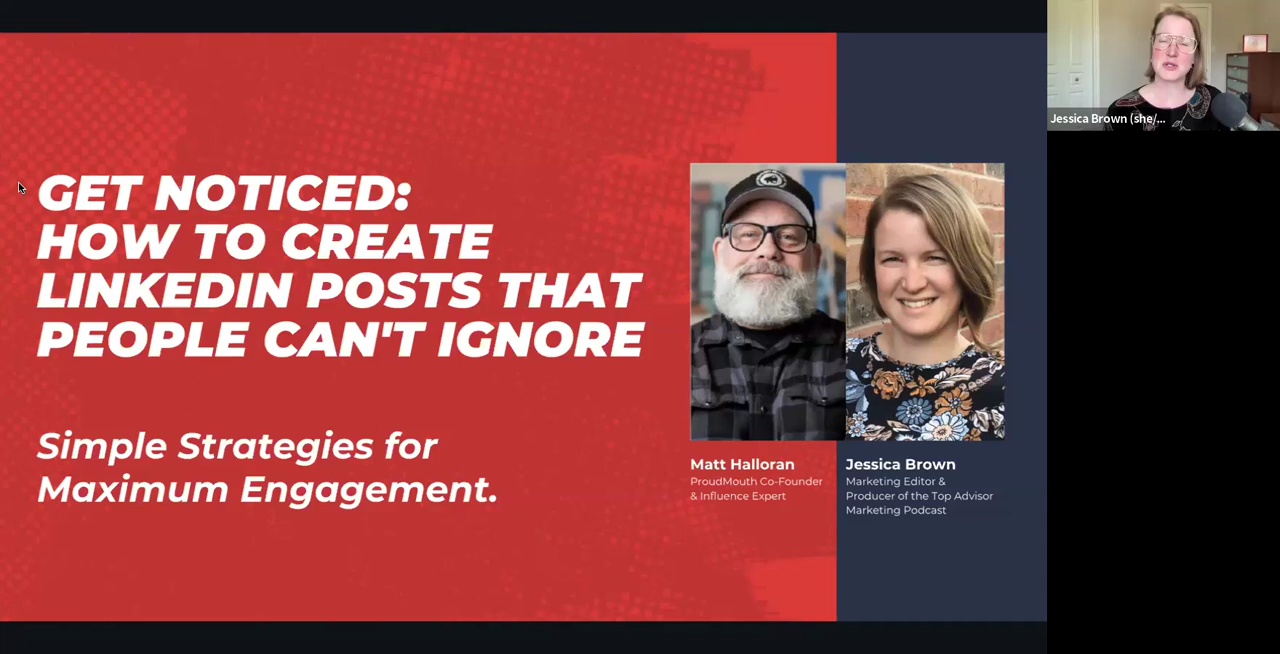 GET NOTICED:
HOW TO CREATE
LINKEDIN POSTS THAT
PEOPLE CAN'T IGNORE
Simple Strategies for
Maximum Engagement.
Matt Halloran
ProudMouth Co-Founder
& Influence Expert
Jessica Brown
Marketing Editor &
Producer of the Top Advisor
Marketing Podcast
Jessica Brown (she/...